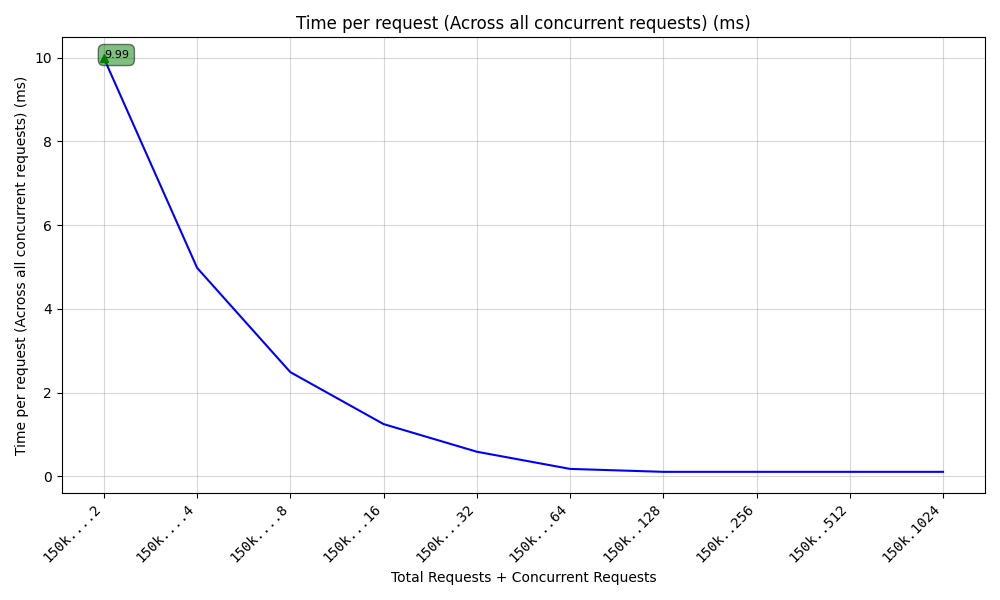 Time per request (Across all concurrent requests) (ms)
Time per request (Across all concurrent requests) (ms)
10
8
6
4
2
0
9.99
150k....2
150k....4
150k....8
150k...16
150k...32
150k...64
150k..128
150k..256
150k..512
150k.1024
Total Requests + Concurrent Requests